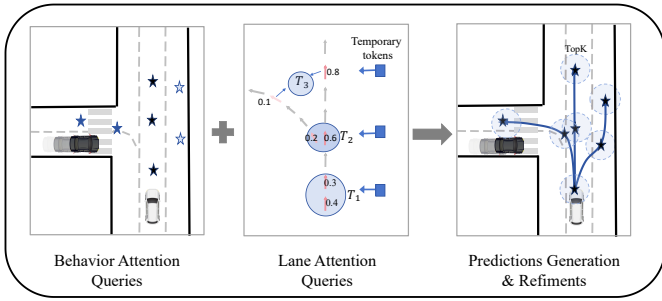 Temporary
tokens
TopK
T3
0.8
0.1
0.2 0.6 T2
0.3
T1
0.4
Behavior Attention
Queries
Lane Attention
Queries
Predictions Generation
& Refiments